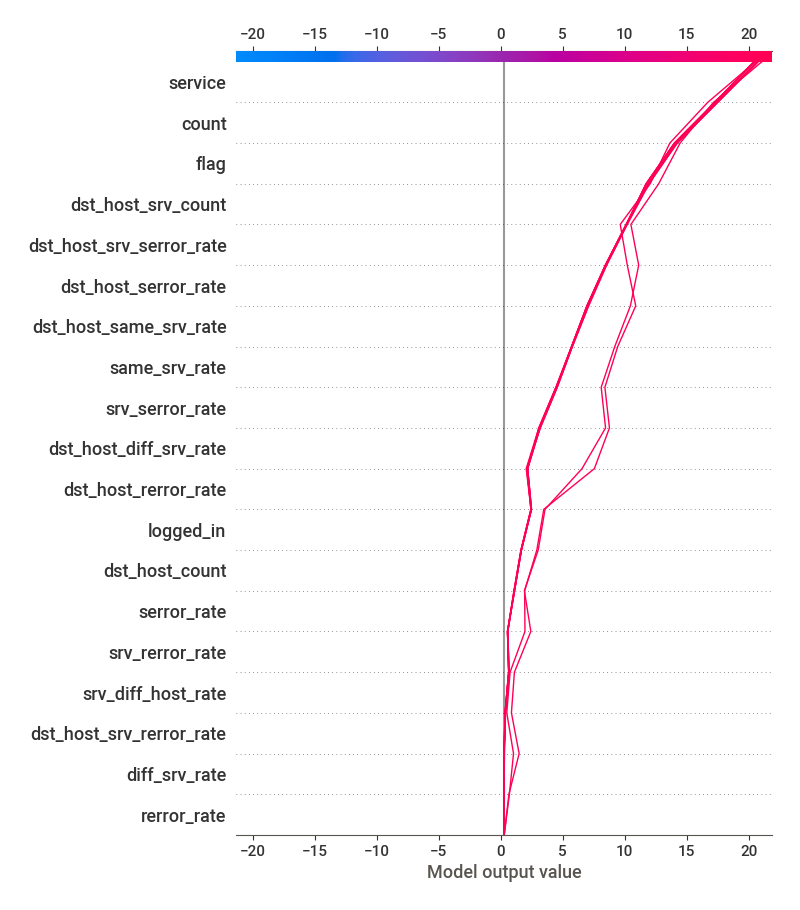 −20 −15 −10 −5 0 5 10 15 20
service
count
flag
dst_host_srv_count
dst_host_srv_serror_rate
dst_host_serror_rate
dst_host_same_srv_rate
same_srv_rate
srv_serror_rate
dst_host_diff_srv_rate
dst_host_rerror_rate
logged_in
dst_host_count
serror_rate
srv_rerror_rate
srv_diff_host_rate
dst_host_srv_rerror_rate
diff_srv_rate
rerror_rate
−20 −15 −10 −5 0 5 10 15 20
Model output value